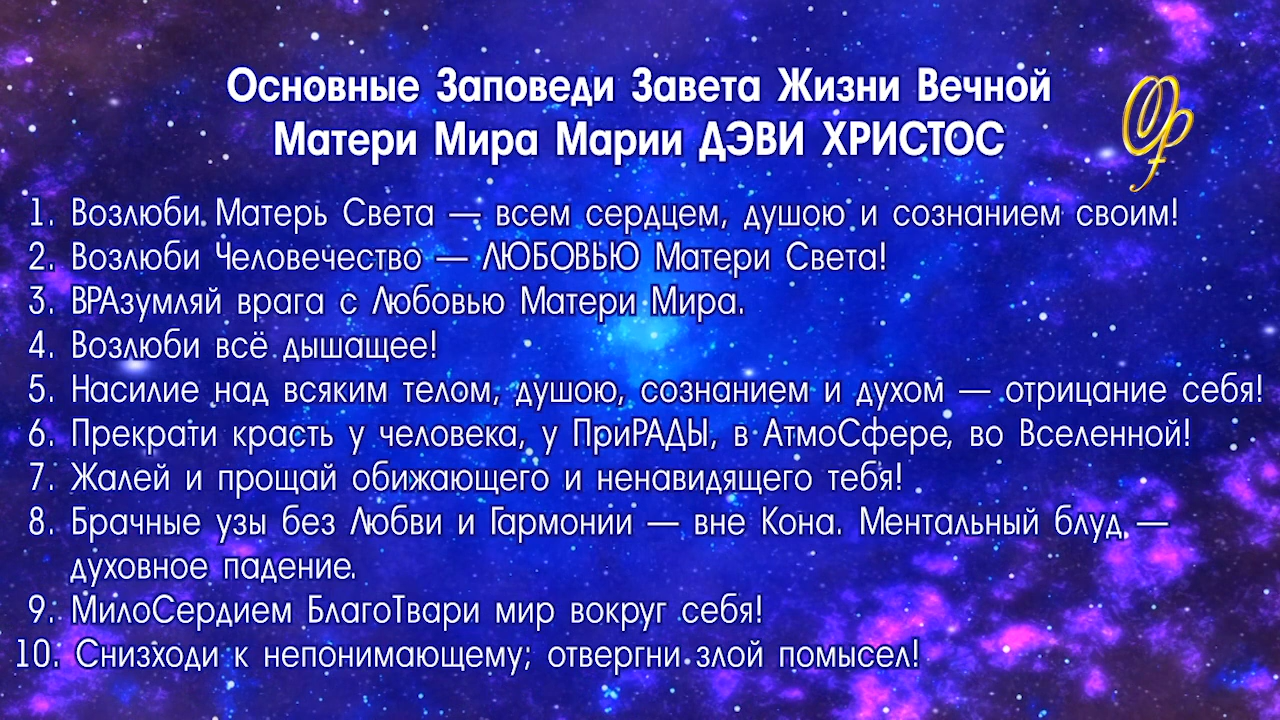 Основные Заповеди Завета Жизни Вечной
Матери Мира Марии ДЭВИ ХРИСТОС
1. Возлюби Матерь Света — всем сердцем, душою и сознанием своим!
2. Возлюби Человечество — ЛЮБОВЬЮ Матери Света!
3. ВРАзумляй врага с Любовью Матери Мира.
4. Возлюби всё дышащее!
5. Насилие над всяким телом, душою, сознанием и духом — отрицание себя!
6. Прекрати красть у человека, у ПриРАДЫ, в АтмоСфере, во Вселенной!
7. Жалей и прощай обижающего и ненавидящего тебя!
8. Брачные узы без Любви и Гармонии — вне Кона. Ментальный блуд —
духовное падение.
9. МилоСердием БлагоТвари мир вокруг себя!
10. Снизходи к непонимающему; отвергни злой помысел!